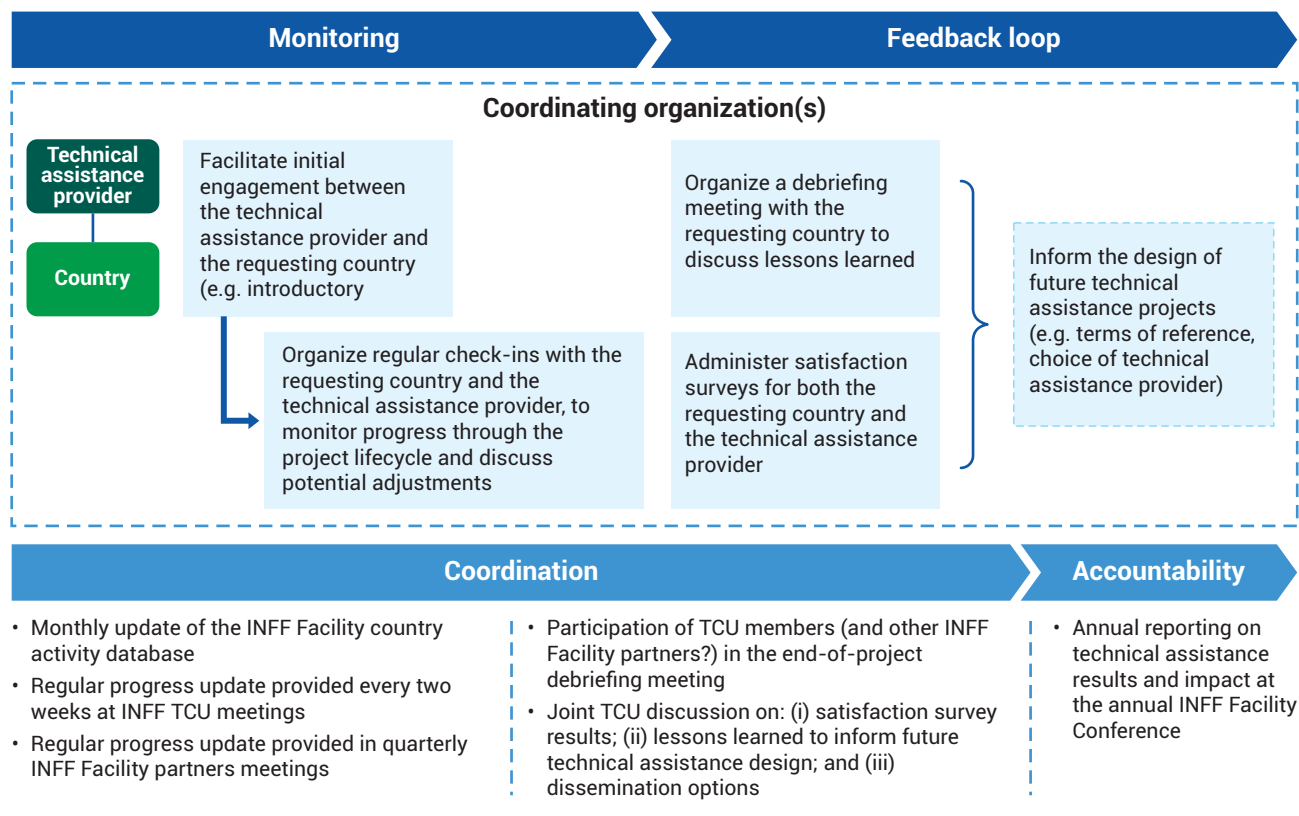 Monitoring
Feedback loop
Coordinating organization(s)
Technical
assistance
provider
Country
Facilitate initial
engagement between
the technical
assistance provider and
the requesting country
(e.g. introductory
Organize regular check-ins with the
requesting country and the
technical assistance provider, to
monitor progress through the
project lifecycle and discuss
potential adjustments
Organize a debriefing
meeting with the
requesting country to
discuss lessons learned
Administer satisfaction
surveys for both the
requesting country and
the technical assistance
provider
Inform the design of
future technical
assistance projects
(e.g. terms of reference,
choice of technical
assistance provider)
Coordination
Accountability
• Monthly update of the INFF Facility country
activity database
• Regular progress update provided every two
weeks at INFF TCU meetings
• Regular progress update provided in quarterly
INFF Facility partners meetings
• Participation of TCU members (and other INFF
Facility partners?) in the end-of-project
debriefing meeting
• Joint TCU discussion on: (i) satisfaction survey
results; (ii) lessons learned to inform future
technical assistance design; and (iii)
dissemination options
• Annual reporting on
technical assistance
results and impact at
the annual INFF Facility
Conference